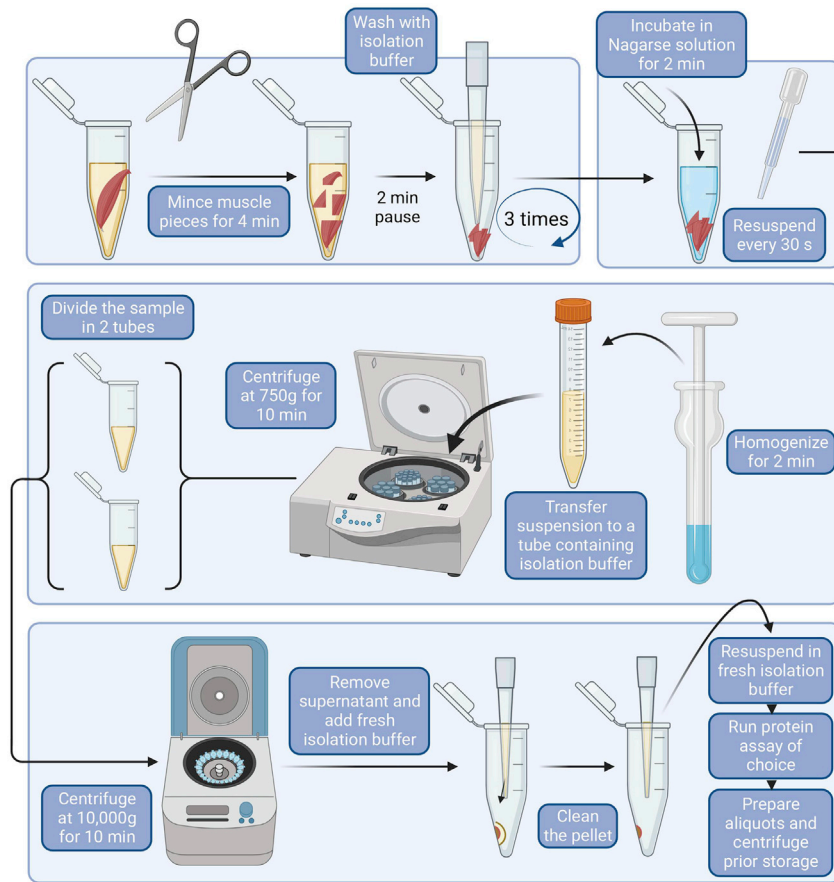 Wash with
isolation
buffer
Mince muscle
pieces for 4 min
2 min
pause
3 times
Incubate in
Nagarse solution
for 2 min
Resuspend
every 30 s
Homogenize
for 2 min
Transfer
suspension to a
tube containing
isolation buffer
Centrifuge
at 750g for
10 min
Divide the sample
in 2 tubes
Centrifuge
at 10,000g
for 10 min
Remove
supernatant and
add fresh
isolation buffer
Clean
the pellet
Resuspend in
fresh isolation
buffer
Run protein
assay of
choice
Prepare
aliquots and
centrifuge
prior storage